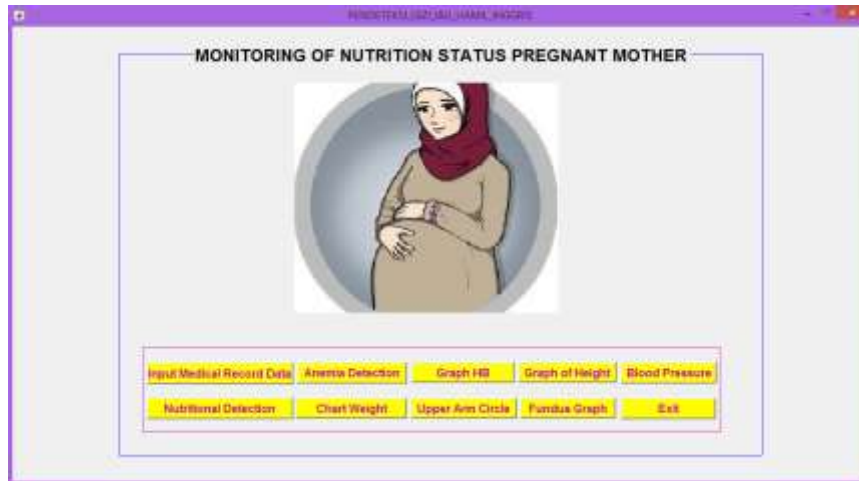 PENDETEKSI_GIZI_IBU_HAMIL_INGGRIS
MONITORING OF NUTRITION STATUS PREGNANT MOTHER
Input Medical Record Data Anemia Detection Graph HB Graph of Height Blood Pressure
Nutritional Detection Chart Weight Upper Arm Circle Fundus Graph Exit